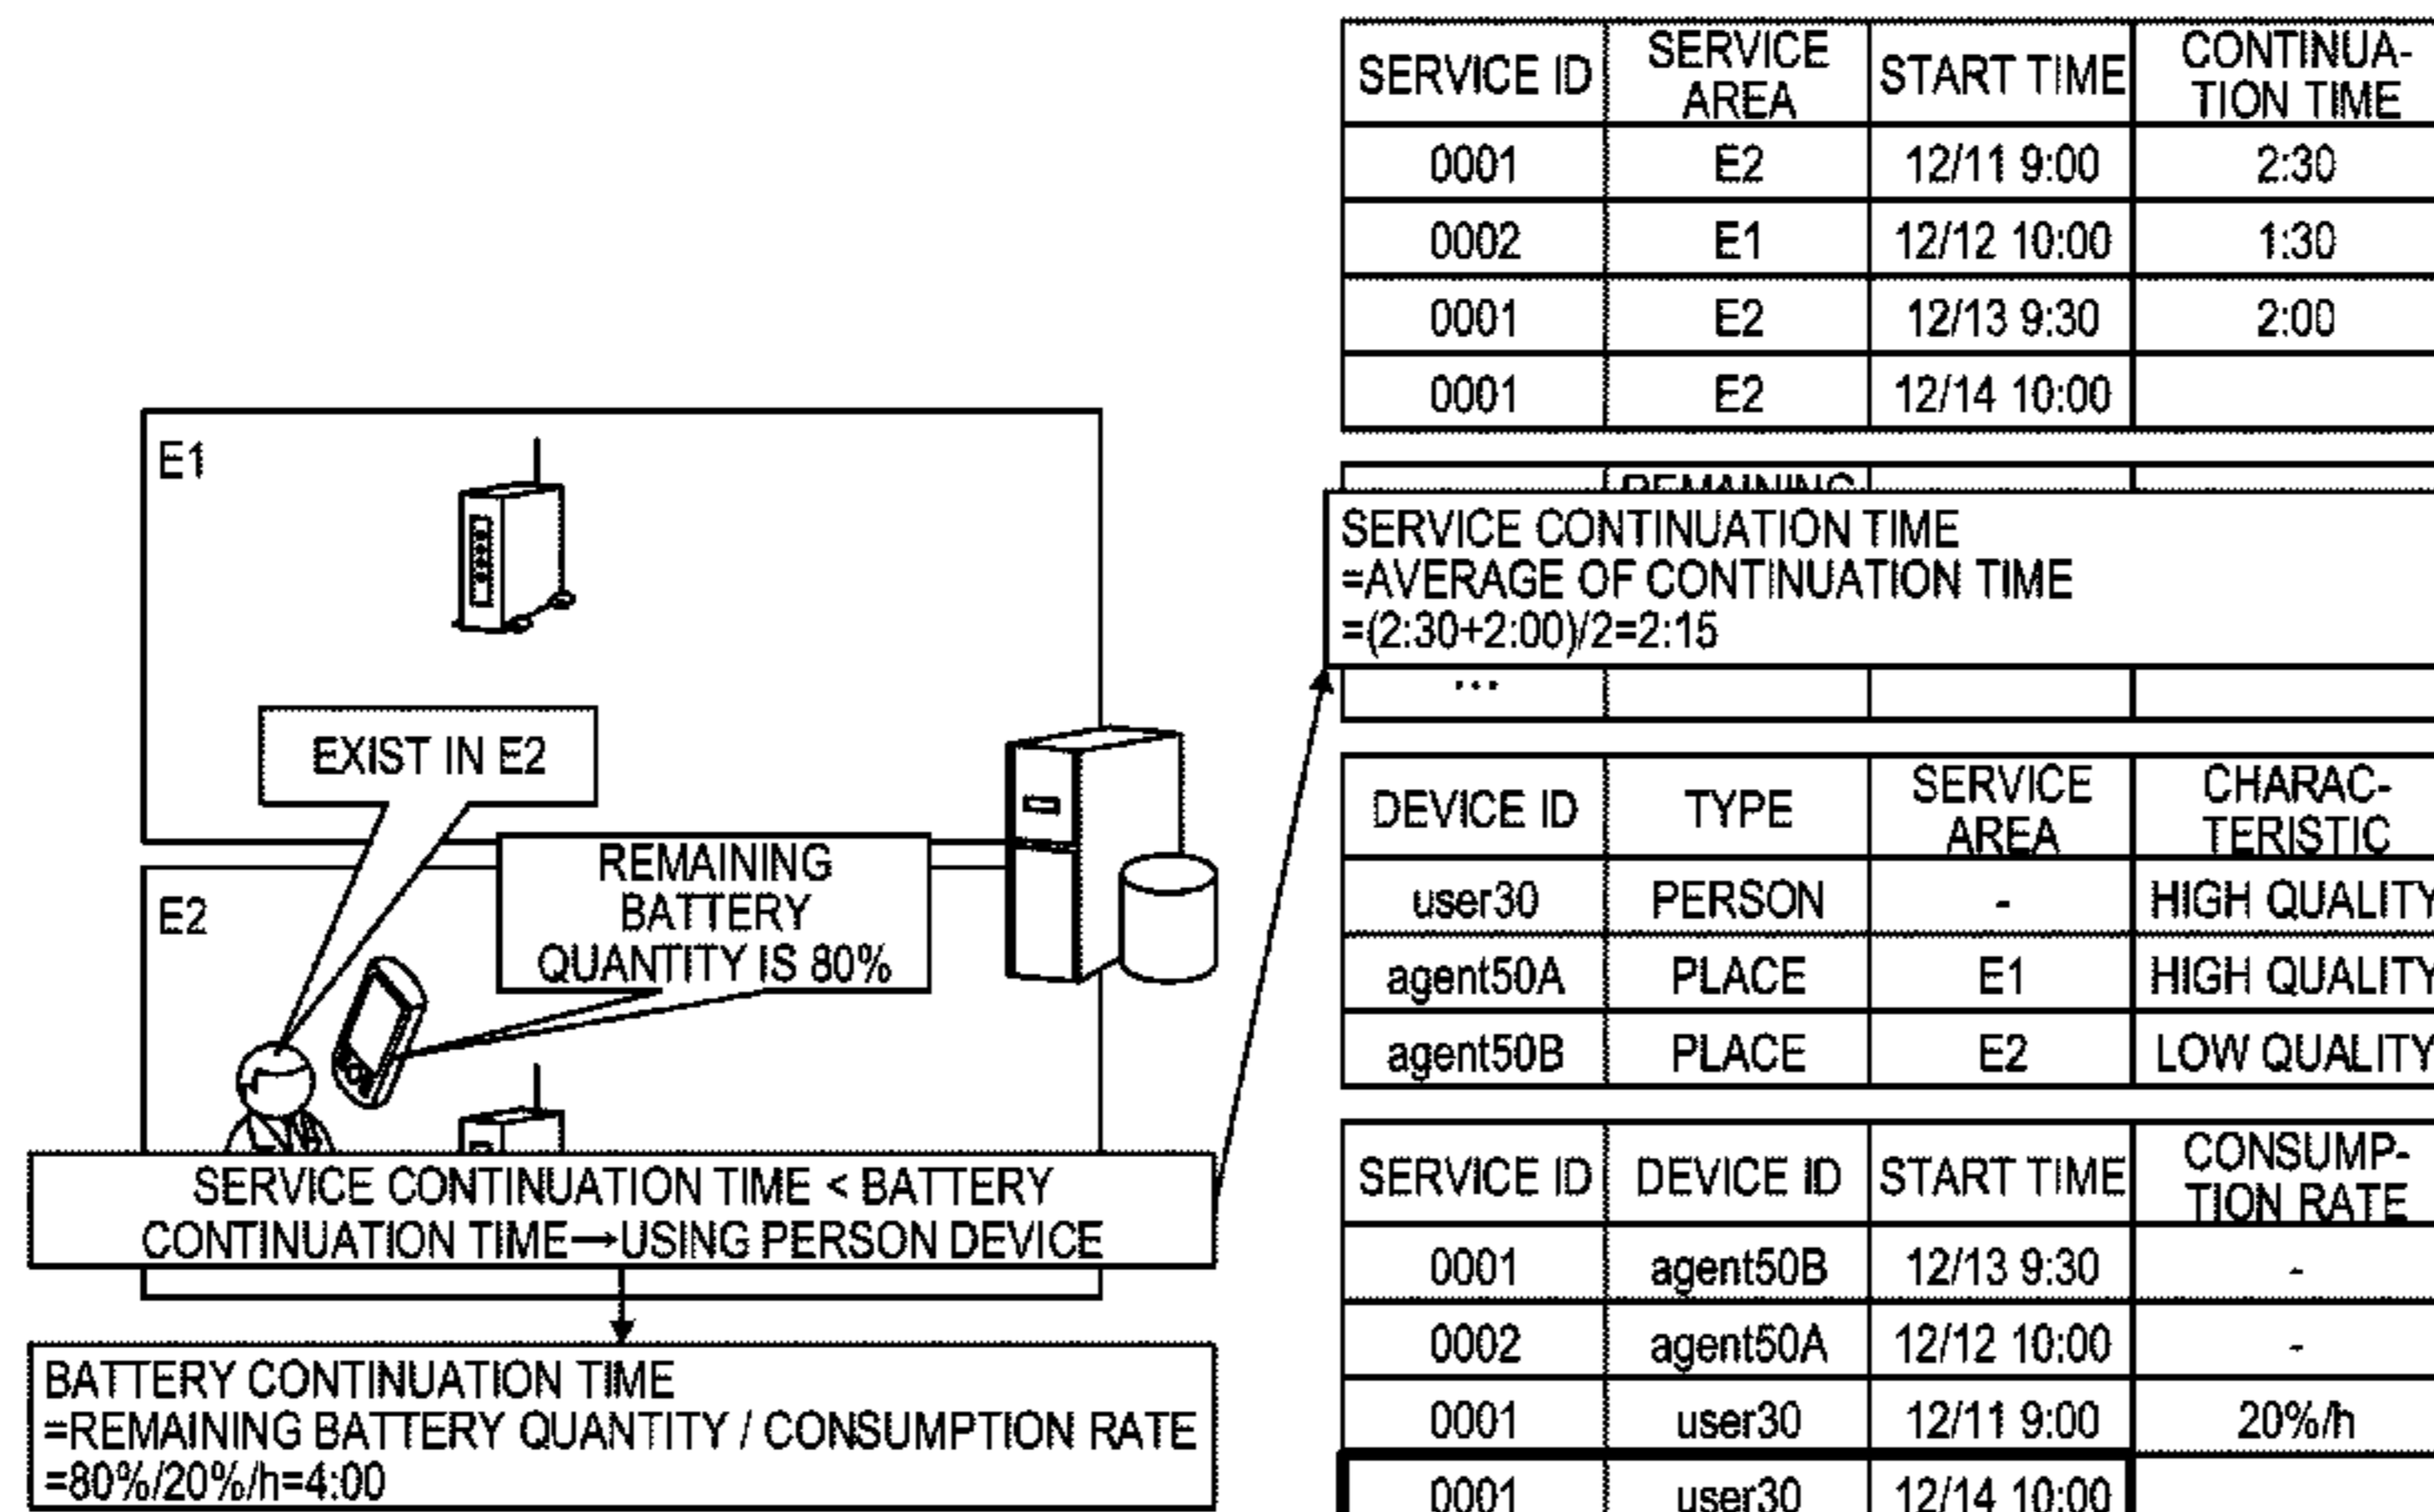 SERVICE ID SERVICE AREA START TIME CONTINUA-TION TIME
0001 E2 12/11 9:00 2:30
0002 E1 12/12 10:00 1:30
0001 E2 12/13 9:30 2:00
0001 E2 12/14 10:00
REMAINING
SERVICE CONTINUATION TIME
=AVERAGE OF CONTINUATION TIME
=(2:30+2:00)/2=2:15
...
DEVICE ID TYPE SERVICE AREA CHARAC-TERISTIC
user30 PERSON - HIGH QUALITY
agent50A PLACE E1 HIGH QUALITY
agent50B PLACE E2 LOW QUALITY
SERVICE ID DEVICE ID START TIME CONSUMP-TION RATE
0001 agent50B 12/13 9:30 -
0002 agent50A 12/12 10:00 -
0001 user30 12/11 9:00 20%/h
0001 user30 12/14 10:00
E1
EXIST IN E2
E2
REMAINING
BATTERY
QUANTITY IS 80%
SERVICE CONTINUATION TIME < BATTERY
CONTINUATION TIME→USING PERSON DEVICE
BATTERY CONTINUATION TIME
=REMAINING BATTERY QUANTITY / CONSUMPTION RATE
=80%/20%/h=4:00